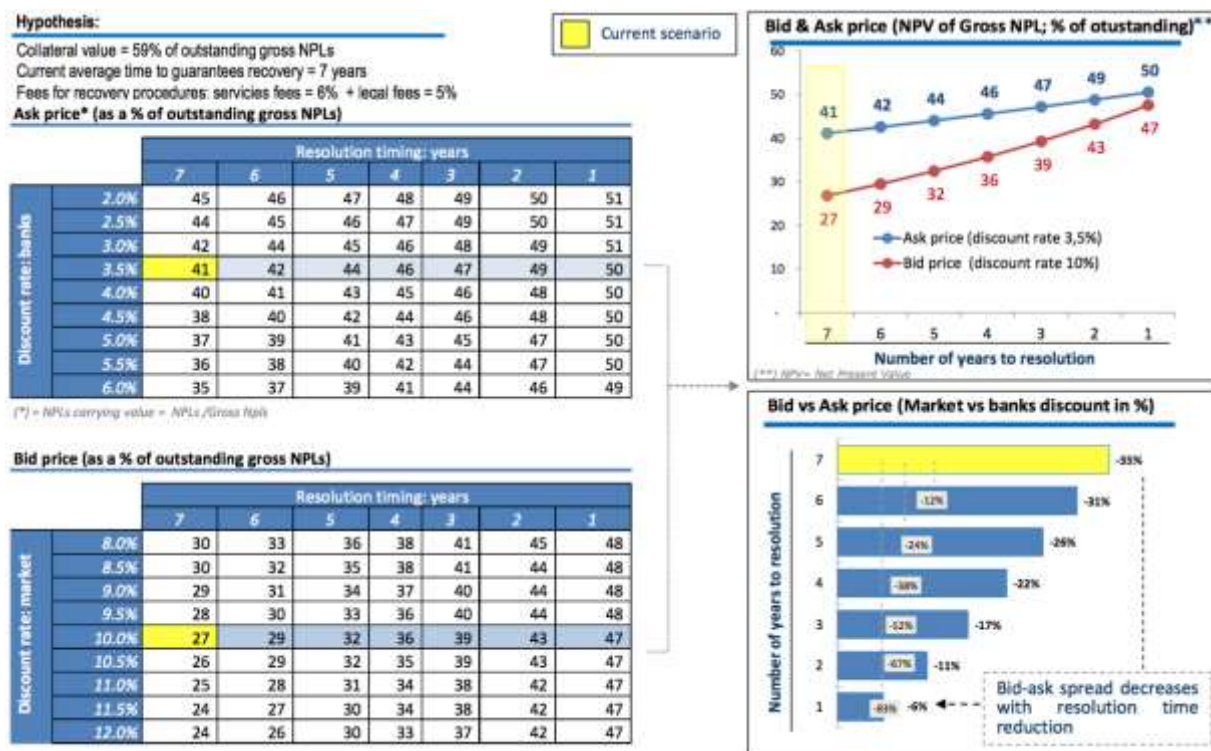 Hypothesis:
Collateral value = 59% of outstanding gross NPLs
Current average time to guarantees recovery = 7 years
Fees for recovery procedures: servicies fees = 6% + legal fees = 5%
Current scenario
Ask price* (as a % of outstanding gross NPLs)
Resolution timing: years
7 6 5 4 3 2 1
Discount rate: banks
2.0% 45 46 47 48 49 50 51
2.5% 44 45 46 47 49 50 51
3.0% 42 44 45 46 48 49 51
3.5% 41 42 44 46 47 49 50
4.0% 40 41 43 45 46 48 50
4.5% 38 40 42 44 46 48 50
5.0% 37 39 41 43 45 47 50
5.5% 36 38 40 42 44 47 50
6.0% 35 37 39 41 44 46 49
(*) = NPLs carrying value = NPLs /Gross Npls
Bid price (as a % of outstanding gross NPLs)
Resolution timing: years
7 6 5 4 3 2 1
Discount rate: market
8.0% 30 33 36 38 41 45 48
8.5% 30 32 35 38 41 44 48
9.0% 29 31 34 37 40 44 48
9.5% 28 30 33 36 40 44 48
10.0% 27 29 32 36 39 43 47
10.5% 26 29 32 35 39 43 47
11.0% 25 28 31 34 38 42 47
11.5% 24 27 30 34 38 42 47
12.0% 24 26 30 33 37 42 47
Bid & Ask price (NPV of Gross NPL; % of otustanding)**
60
50
40
30
20
10
-
41 42 44 46 47 49 50
27 29 32 36 39 43 47
Ask price (discount rate 3,5%)
Bid price (discount rate 10%)
7 6 5 4 3 2 1
Number of years to resolution
(**) NPV= Net Present Value
Bid vs Ask price (Market vs banks discount in %)
Number of years to resolution
7 -35%
6 -12% -31%
5 -24% -26%
4 -22%
3 -17%
2 -11%
1 -6%
Bid-ask spread decreases
with resolution time
reduction